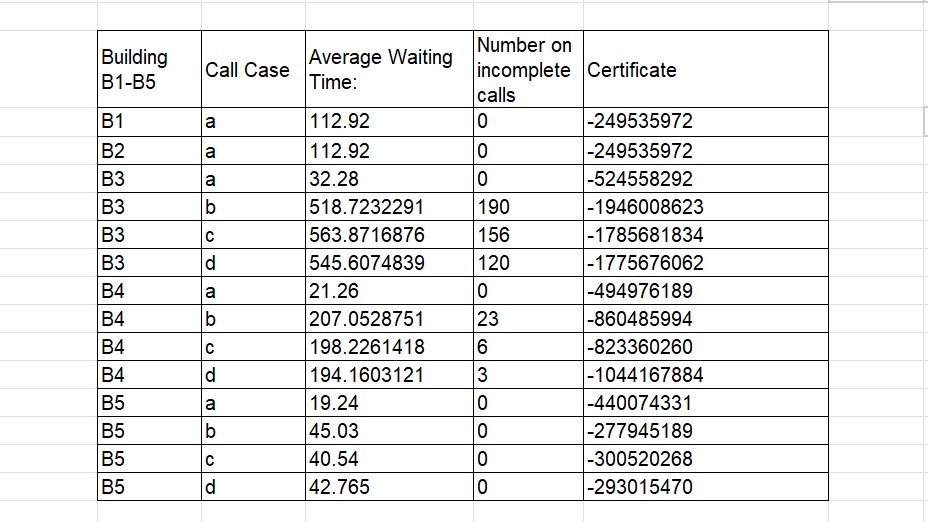 Building B1-B5 Call Case Average Waiting Time: Number on incomplete calls Certificate
B1 a 112.92 0 -249535972
B2 a 112.92 0 -249535972
B3 a 32.28 0 -524558292
B3 b 518.7232291 190 -1946008623
B3 c 563.8716876 156 -1785681834
B3 d 545.6074839 120 -1775676062
B4 a 21.26 0 -494976189
B4 b 207.0528751 23 -860485994
B4 c 198.2261418 6 -823360260
B4 d 194.1603121 3 -1044167884
B5 a 19.24 0 -440074331
B5 b 45.03 0 -277945189
B5 c 40.54 0 -300520268
B5 d 42.765 0 -293015470